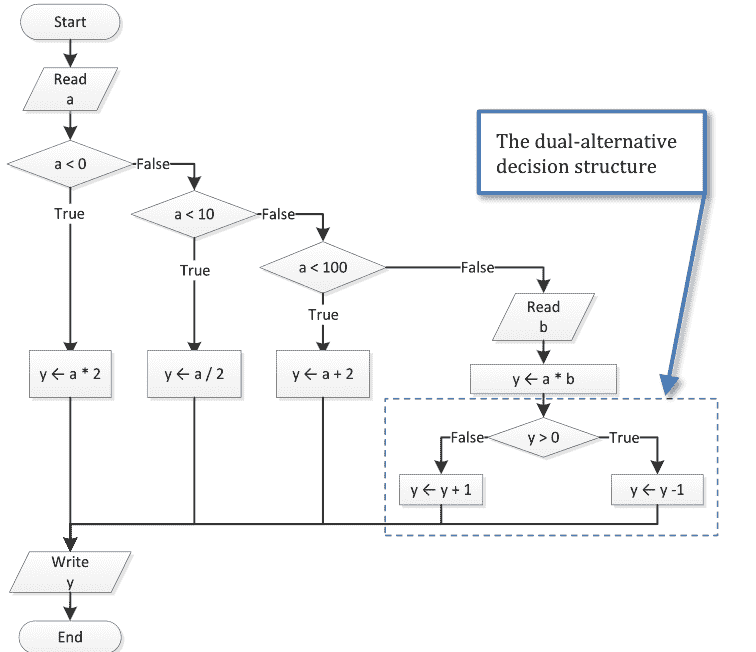 Start
Read
a
a < 0
False
True
a < 10
False
True
a < 100
False
True
The dual-alternative
decision structure
Read
b
y ← a * 2
y ← a / 2
y ← a + 2
y ← a * b
y > 0
False
True
y ← y + 1
y ← y -1
Write
y
End